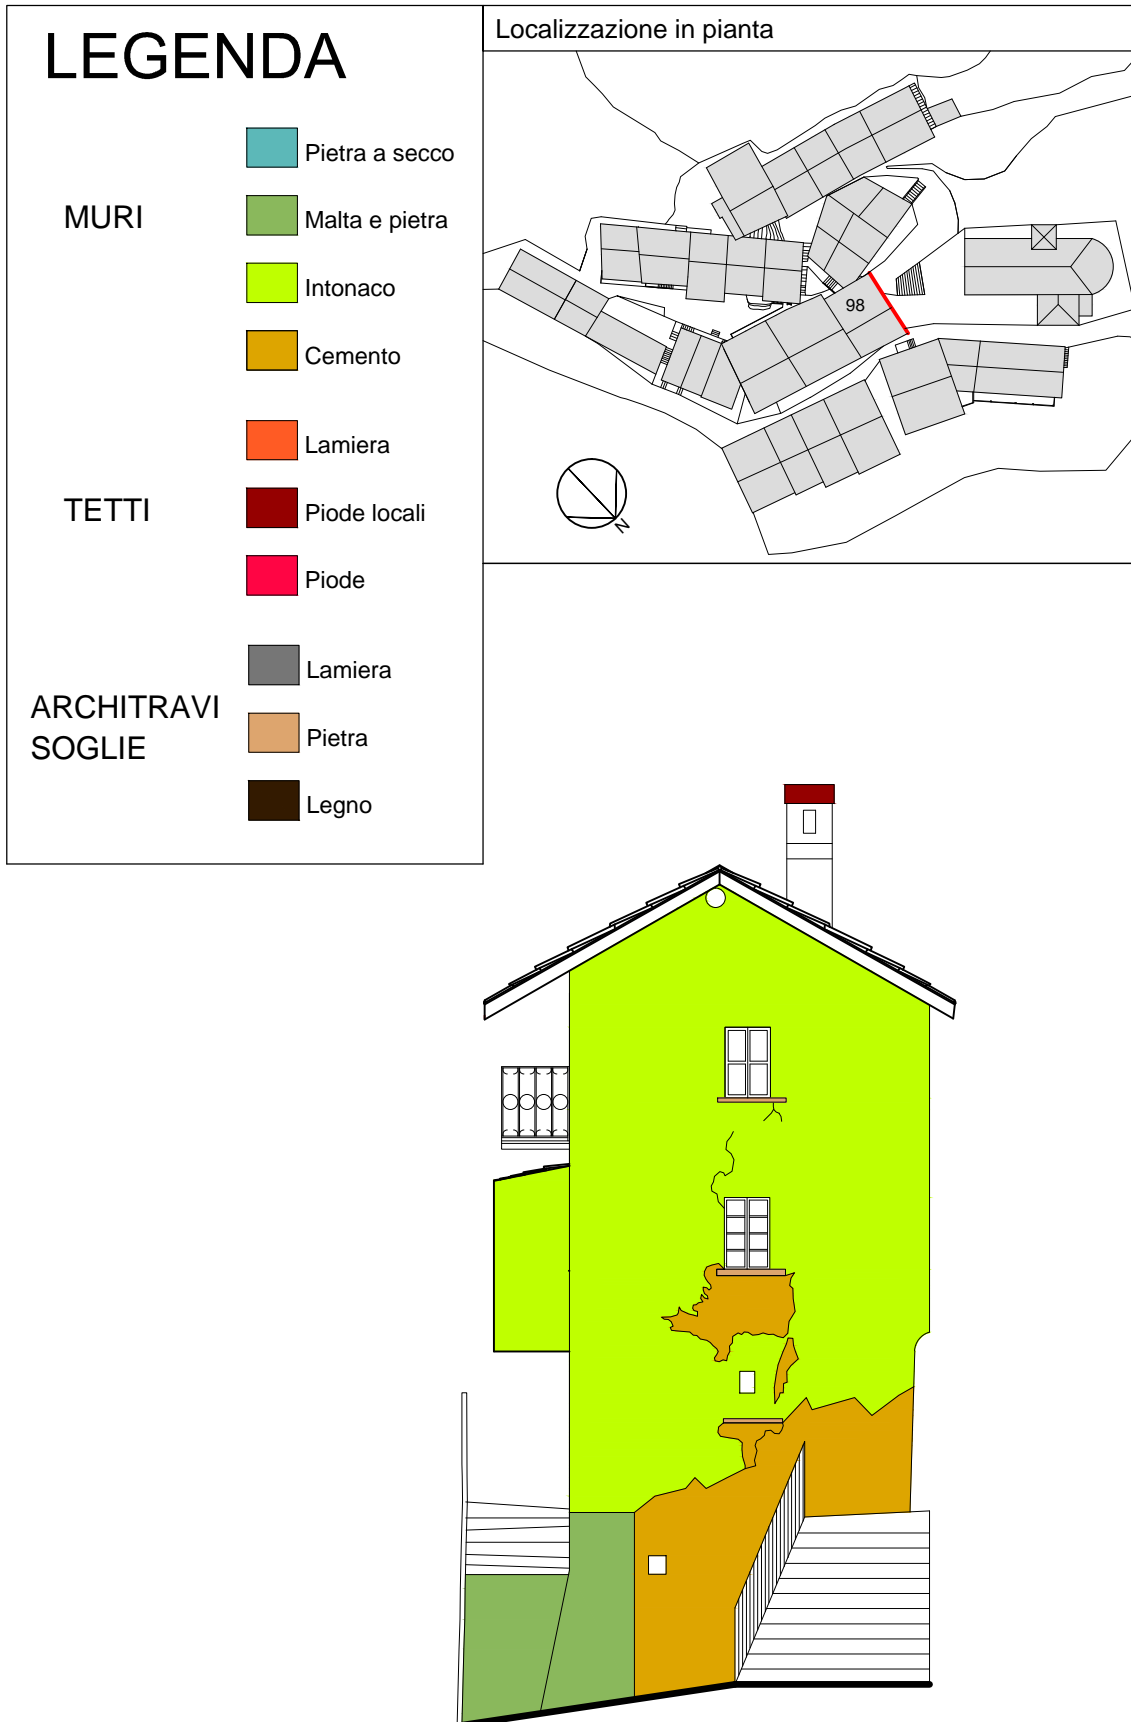 LEGENDA
MURI
Pietra a secco
Malta e pietra
Intonaco
Cemento
TETTI
Lamiera
Piode locali
Piode
ARCHITRAVI
SOGLIE
Lamiera
Pietra
Legno
Localizzazione in pianta
98
N